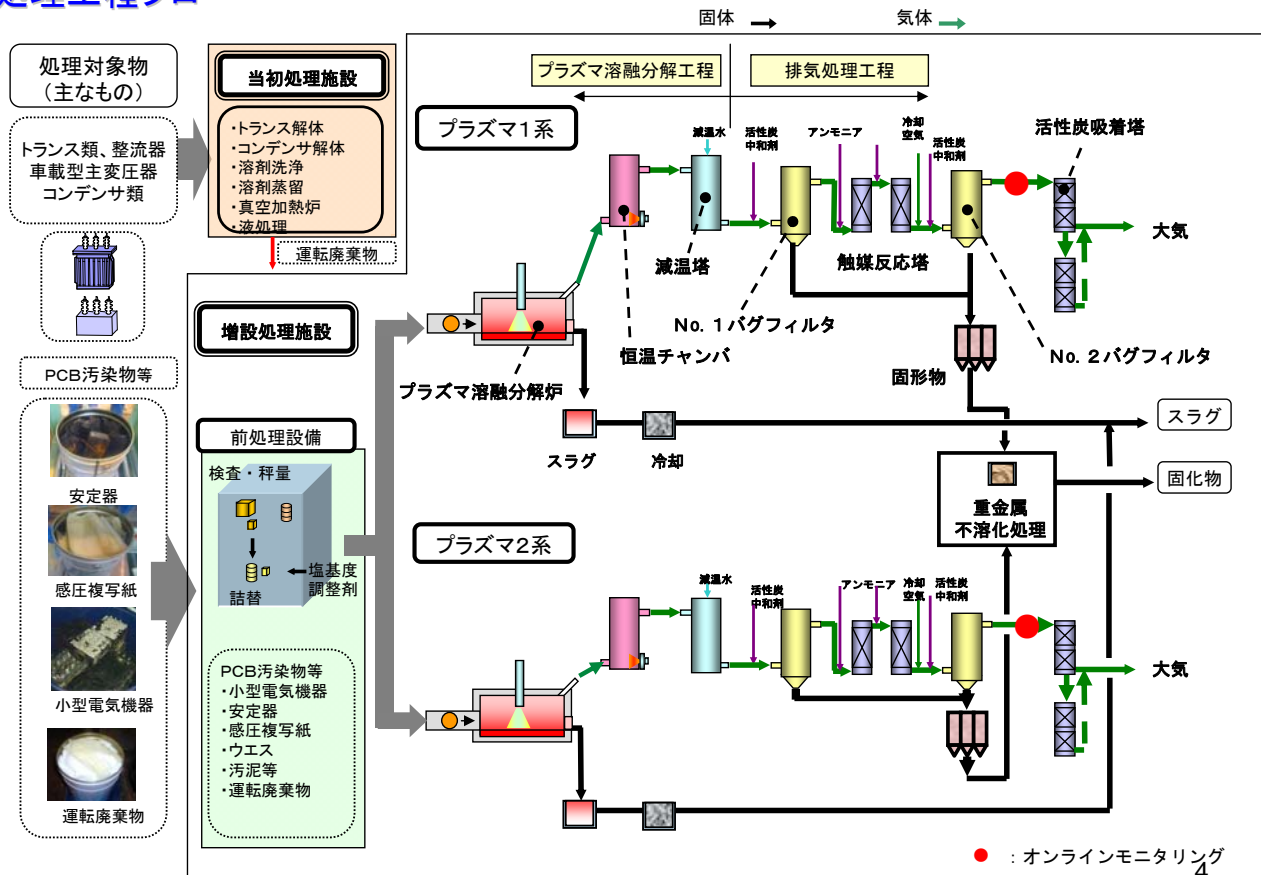 処理工程フロー
固体
気体
処理対象物
(主なもの)
当初処理施設
プラズマ溶融分解工程
排気処理工程
トランス類、整流器
車載型主変圧器
コンデンサ類
・トランス解体
・コンデンサ解体
・溶剤洗浄
・溶剤蒸留
・真空加熱炉
・液処理
運転廃棄物
プラズマ1系
減温水
活性炭
中和剤
アンモニア
冷却
空気
活性炭
中和剤
活性炭吸着塔
大気
減温塔
触媒反応塔
No.1バグフィルタ
恒温チャンバ
No.2バグフィルタ
固形物
プラズマ溶融分解炉
増設処理施設
スラグ
冷却
スラグ
固化物
重金属
不溶化処理
PCB汚染物等
安定器
感圧複写紙
小型電気機器
運転廃棄物
前処理設備
検査・秤量
塩基度
調整剤
詰替
PCB汚染物等
・小型電気機器
・安定器
・感圧複写紙
・ウエス
・汚泥等
・運転廃棄物
プラズマ2系
減温水
活性炭
中和剤
アンモニア
冷却
空気
活性炭
中和剤
大気
:オンラインモニタリング
4